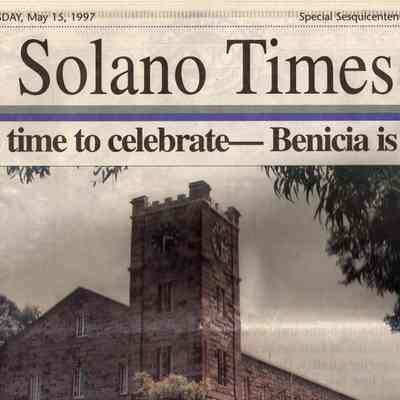 SDAY, May 15, 1997 Special Sesquicenten
Solano Times
time to celebrate— Benicia is